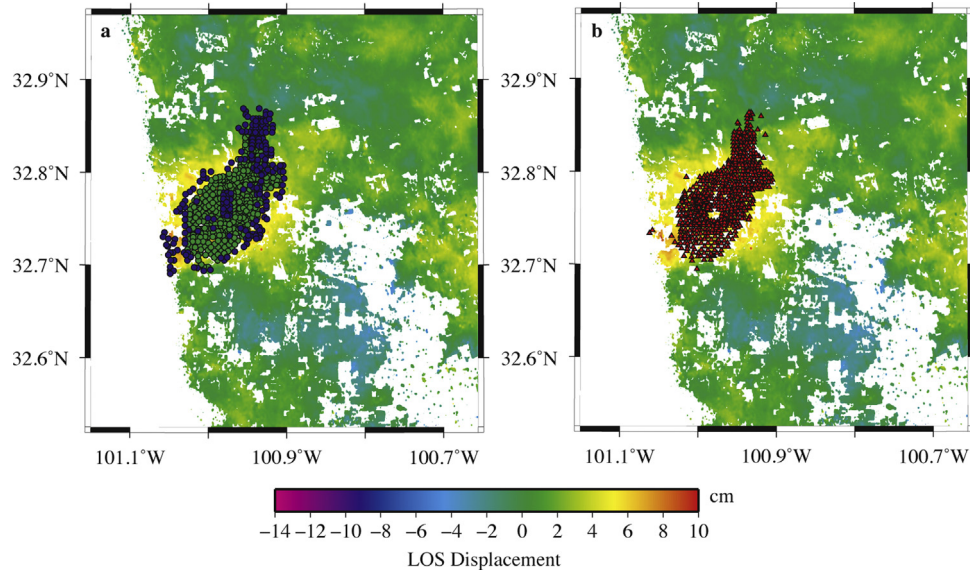 a
b
32.9°N
32.8°N
32.7°N
32.6°N
32.9°N
32.8°N
32.7°N
32.6°N
101.1°W 100.9°W 100.7°W
101.1°W 100.9°W 100.7°W
cm
−14 −12 −10 −8 −6 −4 −2 0 2 4 6 8 10
LOS Displacement